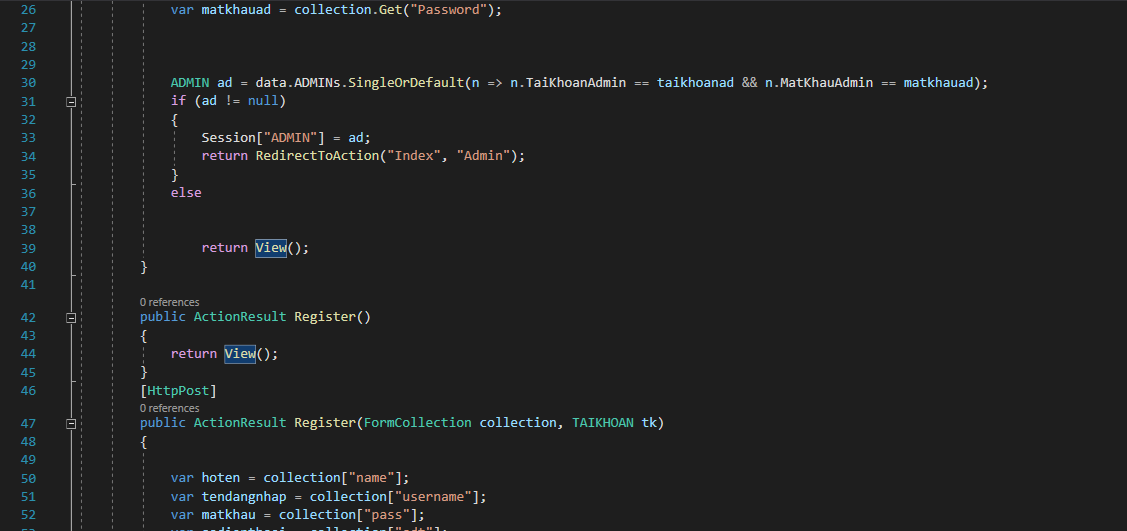 26 var matkhauad = collection.Get("Password");
27
28
29
30 ADMIN ad = data.ADMINs.SingleOrDefault(n => n.TaiKhoanAdmin == taikhoanad && n.MatKhauAdmin == matkhauad);
31 if (ad != null)
32 {
33 Session["ADMIN"] = ad;
34 return RedirectToAction("Index", "Admin");
35 }
36 else
37
38
39 return View();
40 }
41
0 references
42 public ActionResult Register()
43 {
44 return View();
45 }
46 [HttpPost]
0 references
47 public ActionResult Register(FormCollection collection, TAIKHOAN tk)
48 {
49
50 var hoten = collection["name"];
51 var tendangnhap = collection["username"];
52 var matkhau = collection["pass"];